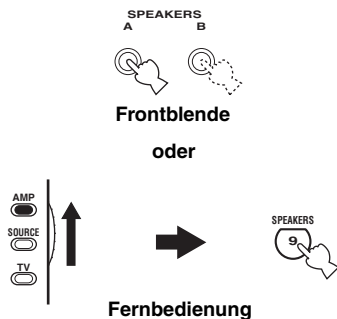 SPEAKERS
A B
Frontblende
oder
AMP
SOURCE
TV
SPEAKERS
9
Fernbedienung